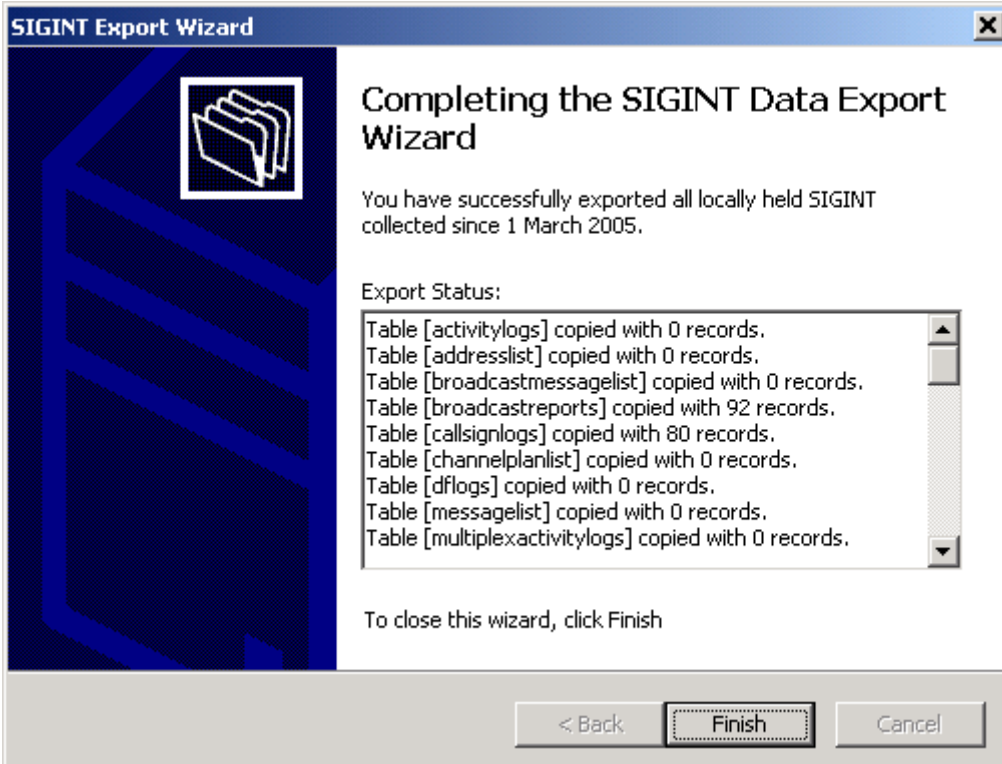 SIGINT Export Wizard
Completing the SIGINT Data Export
Wizard
You have successfully exported all locally held SIGINT
collected since 1 March 2005.
Export Status:
Table [activitylogs] copied with 0 records.
Table [addresslist] copied with 0 records.
Table [broadcastmessagelist] copied with 0 records.
Table [broadcastreports] copied with 92 records.
Table [callsignlogs] copied with 80 records.
Table [channelplanlist] copied with 0 records.
Table [dflogs] copied with 0 records.
Table [messagelist] copied with 0 records.
Table [multiplexactivitylogs] copied with 0 records.
To close this wizard, click Finish
< Back Finish Cancel